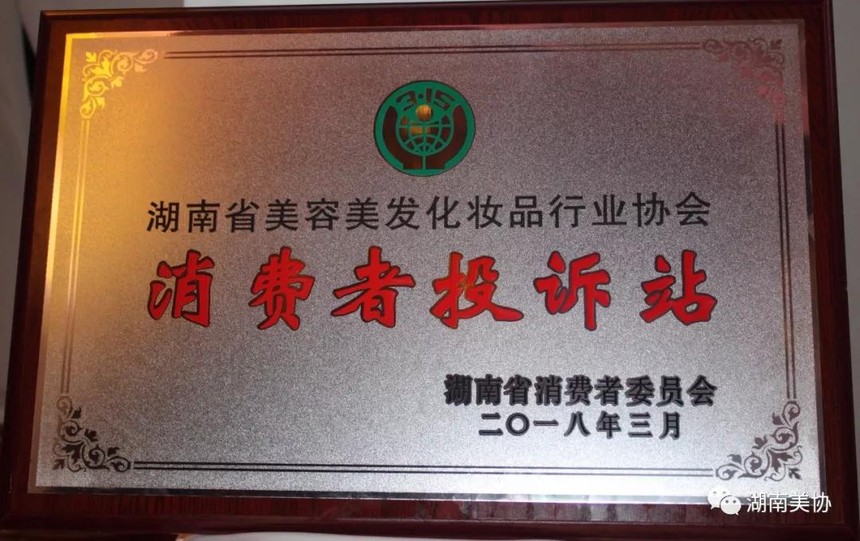 3·15
湖南省美容美发化妆品行业协会
消费者投诉站
湖南省消费者委员会
二〇一八年三月
湖南美协